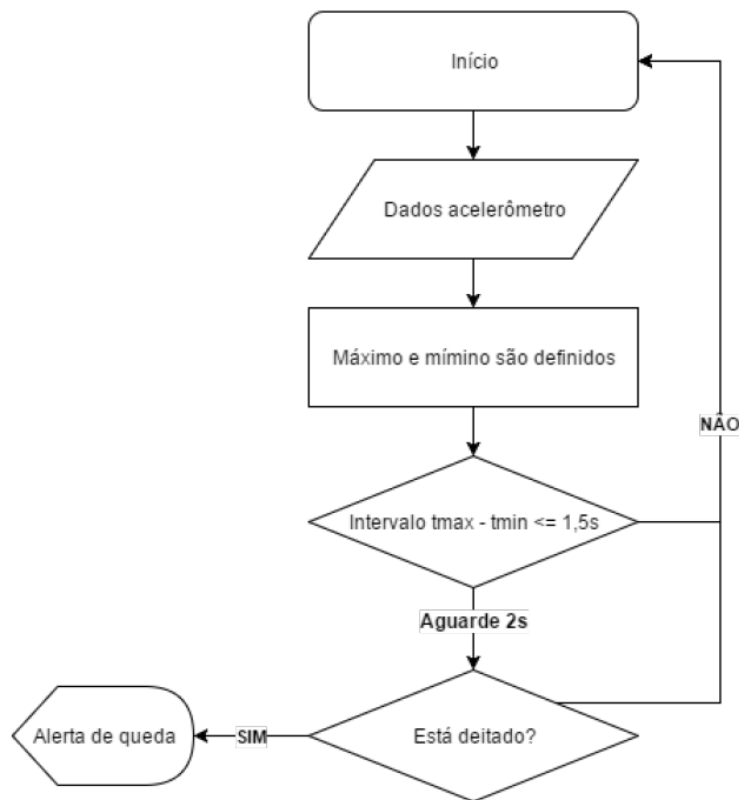 Início
Dados acelerômetro
Máximo e mímino são definidos
NÂO
Intervalo tmax - tmin <= 1,5s
Aguarde 2s
Alerta de queda
SIM
Está deitado?